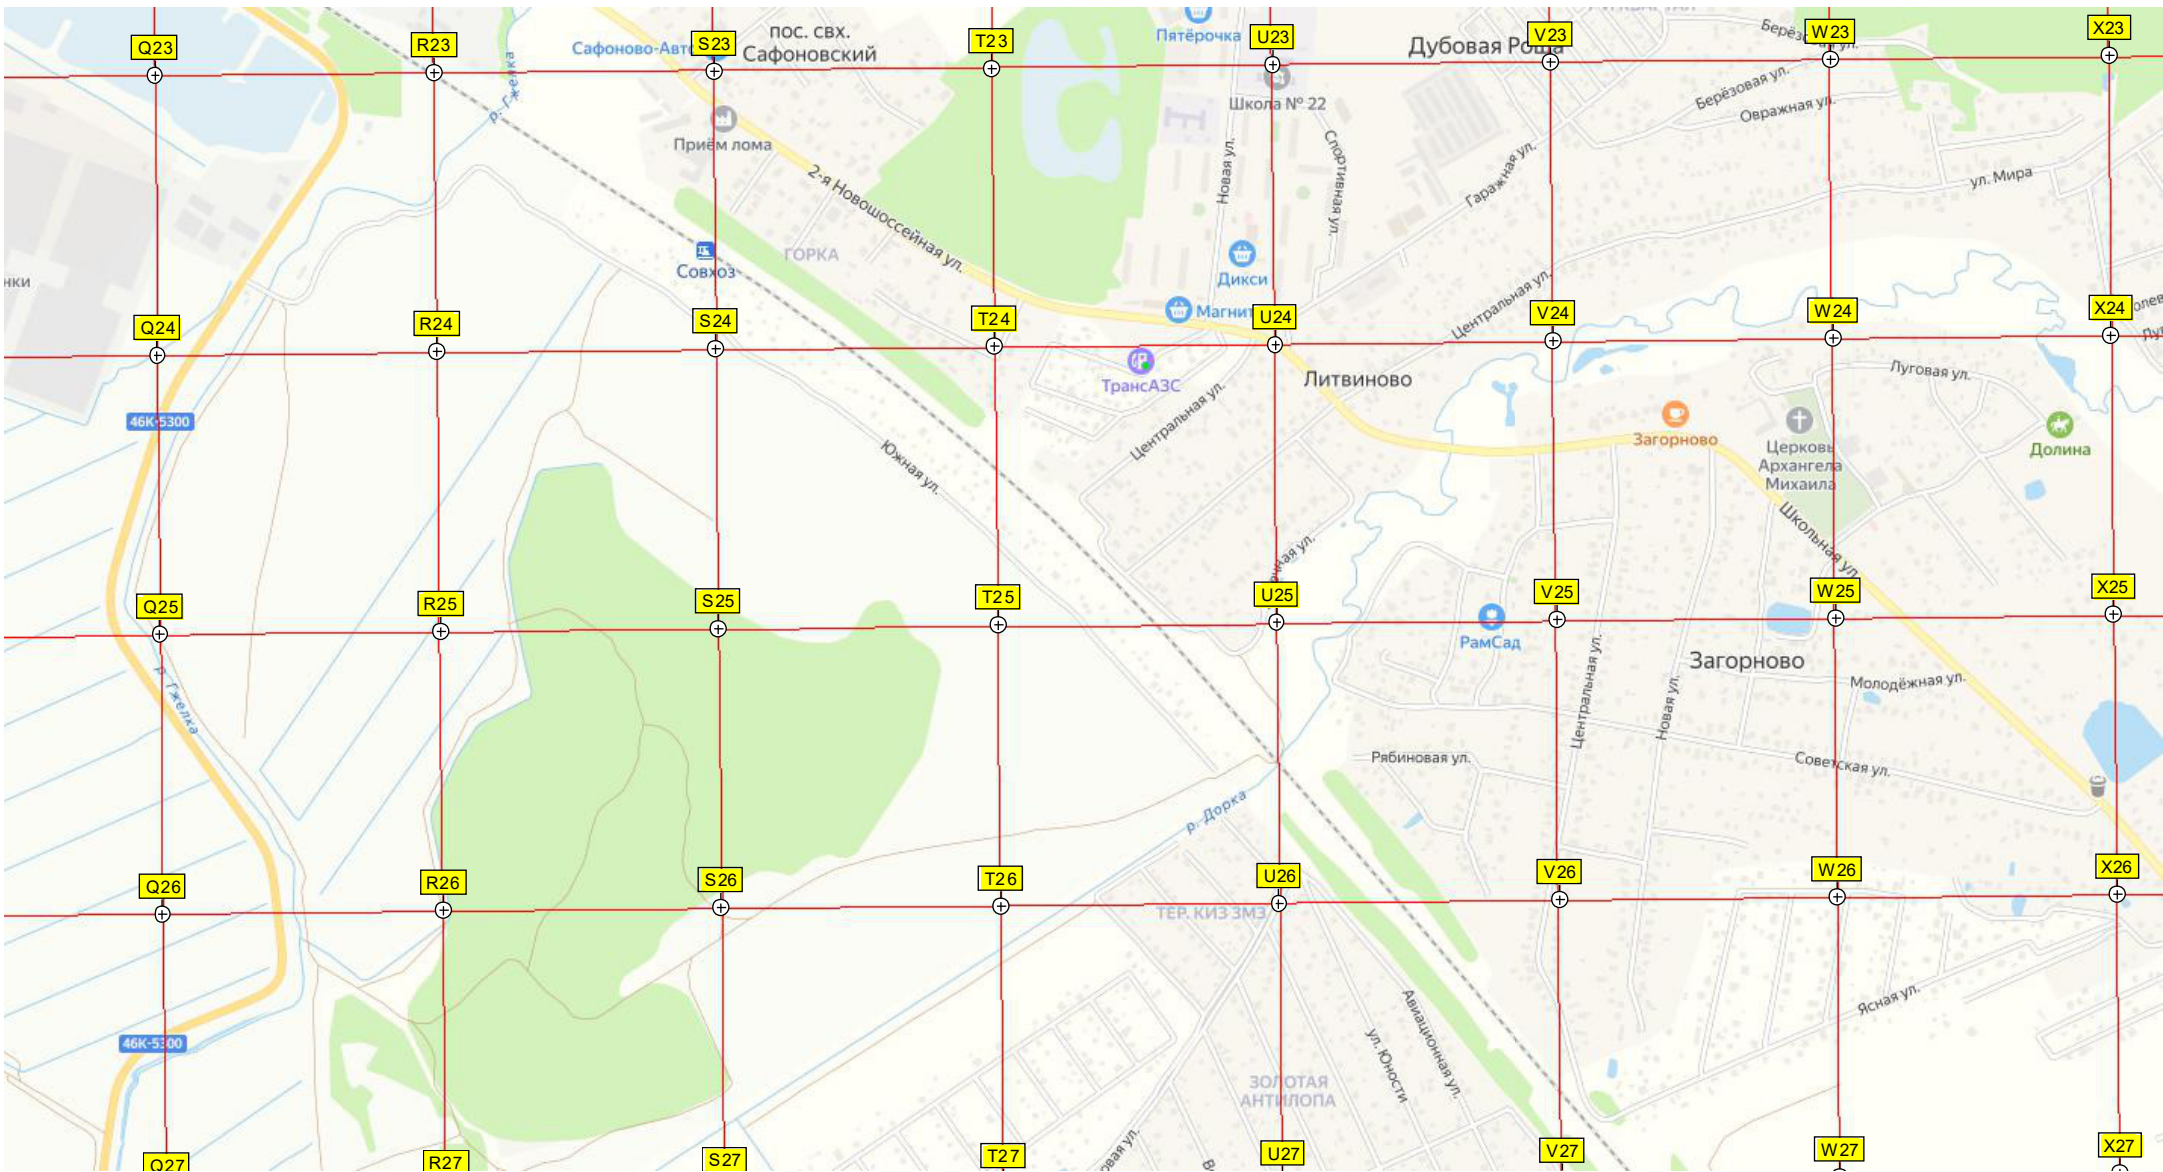 Q23
R23
S23
T23
U23
V23
W23
X23
пос. свх.
Сафоновский
Сафоново-Авто
Пятёрочка
Дубовая Роща
р. Гжелка
Школа № 22
Берёзовая ул.
Берёзовая ул.
Овражная ул.
Приём лома
2-я Новошоссейная ул.
Новая ул.
Спортивная ул.
Гаражная ул.
ул. Мира
ГОРКА
Совхоз
Дикси
Магнит
нки
Центральная ул.
Q24
R24
S24
T24
U24
V24
W24
X24
ТрансАЗС
Литвиново
Луговая ул.
46К-5300
Центральная ул.
Южная ул.
Загорново
Церковь
Архангела
Михаила
Долина
Школьная ул.
Q25
R25
S25
T25
U25
V25
W25
X25
р. Гжелка
РамСад
Загорново
Центральная ул.
Новая ул.
Молодёжная ул.
Рябиновая ул.
Советская ул.
р. Дорка
Q26
R26
S26
T26
U26
V26
W26
X26
ТЕР. КИЗ ЗМЗ
Ясная ул.
Авиационная ул.
ул. Юности
46К-5300
ЗОЛОТАЯ
АНТИЛОПА
Q27
R27
S27
T27
U27
V27
W27
X27